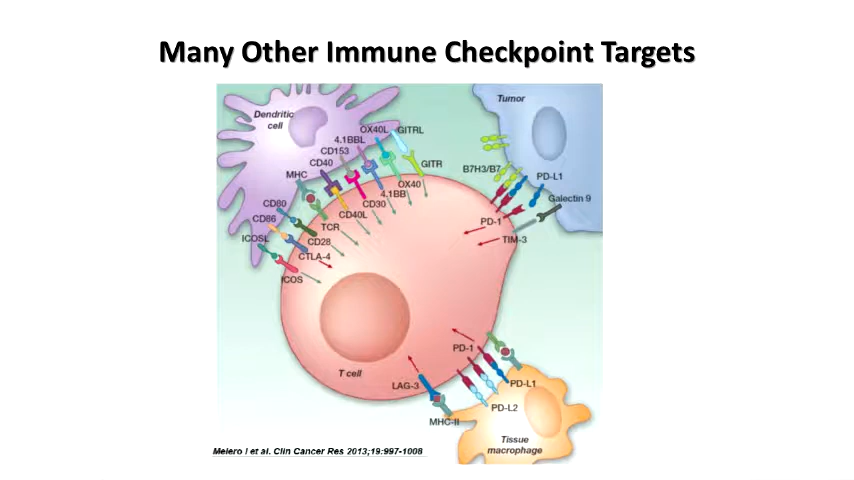 Many Other Immune Checkpoint Targets
Dendritic
cell
OX40L
GITRL
4.1BBL
CD153
CD40
MHC
CD80
CD86
iCOSL
GITR
OX40
4.1BB
CD30
CD40L
TCR
CD28
CTLA-4
iCOS
Tumor
B7H3/B7
PD-L1
Galectin 9
PD-1
TIM-3
T cell
PD-1
LAG-3
PD-L1
PD-L2
MHC-II
Tissue
macrophage
Melero I et al. Clin Cancer Res 2013;19:997-1008